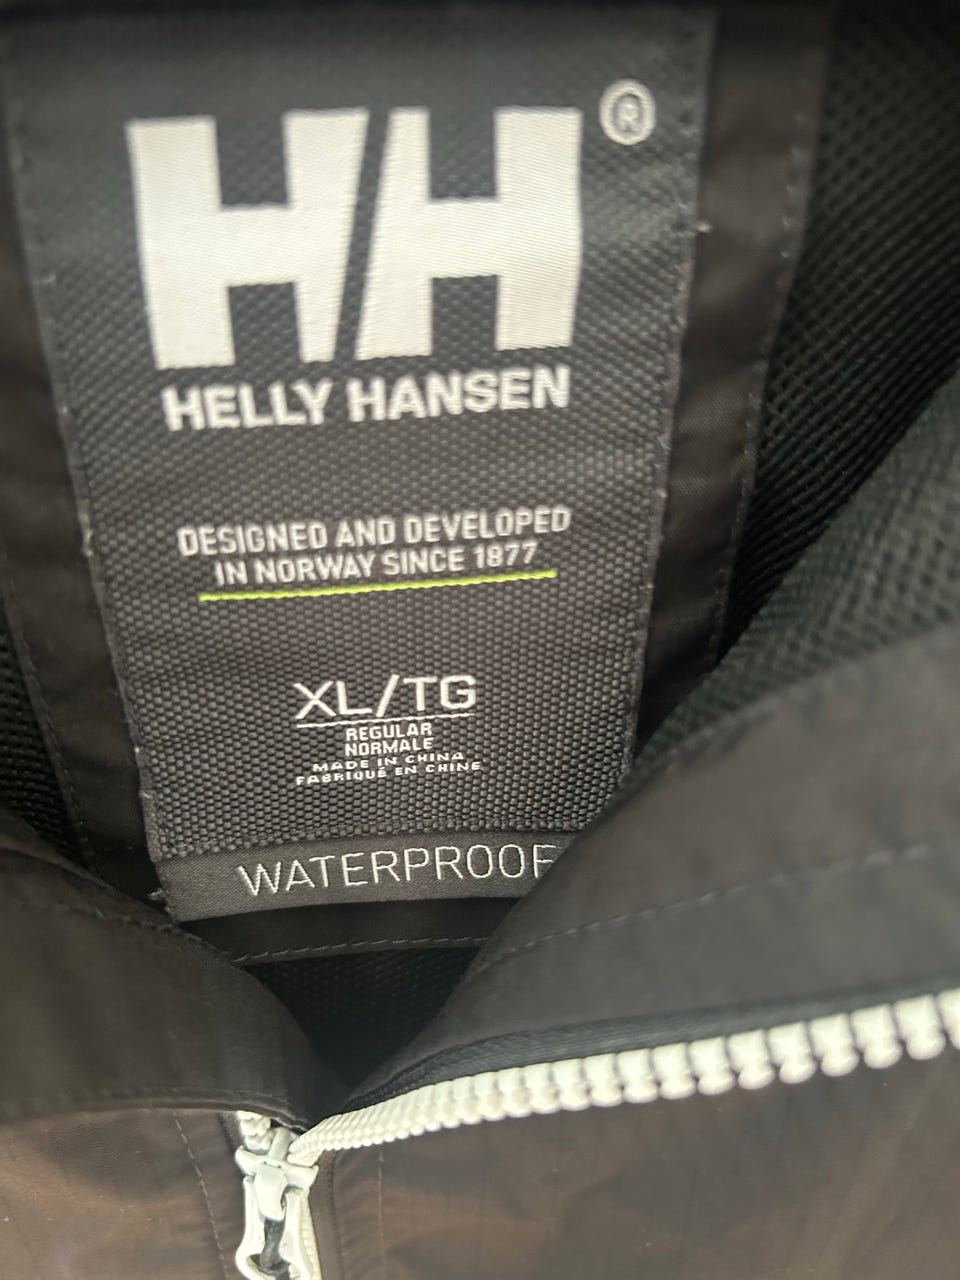 HH®
HELLY HANSEN
DESIGNED AND DEVELOPED
IN NORWAY SINCE 1877
XL/TG
REGULAR
NORMALE
MADE IN CHINA
FABRIQUÉ EN CHINE
WATERPROOF